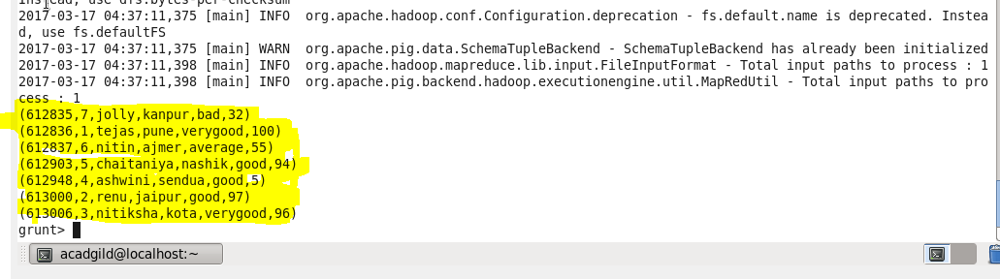 Instead, use dfs.bytes-per-checksum
2017-03-17 04:37:11,375 [main] INFO  org.apache.hadoop.conf.Configuration.deprecation - fs.default.name is deprecated. Instea
d, use fs.defaultFS
2017-03-17 04:37:11,375 [main] WARN  org.apache.pig.data.SchemaTupleBackend - SchemaTupleBackend has already been initialized
2017-03-17 04:37:11,398 [main] INFO  org.apache.hadoop.mapreduce.lib.input.FileInputFormat - Total input paths to process : 1
2017-03-17 04:37:11,398 [main] INFO  org.apache.pig.backend.hadoop.executionengine.util.MapRedUtil - Total input paths to pro
cess : 1
(612835,7,jolly,kanpur,bad,32)
(612836,1,tejas,pune,verygood,100)
(612837,6,nitin,ajmer,average,55)
(612903,5,chaitaniya,nashik,good,94)
(612948,4,ashwini,sendua,good,5)
(613000,2,renu,jaipur,good,97)
(613006,3,nitiksha,kota,verygood,96)
grunt>
acadgild@localhost:~